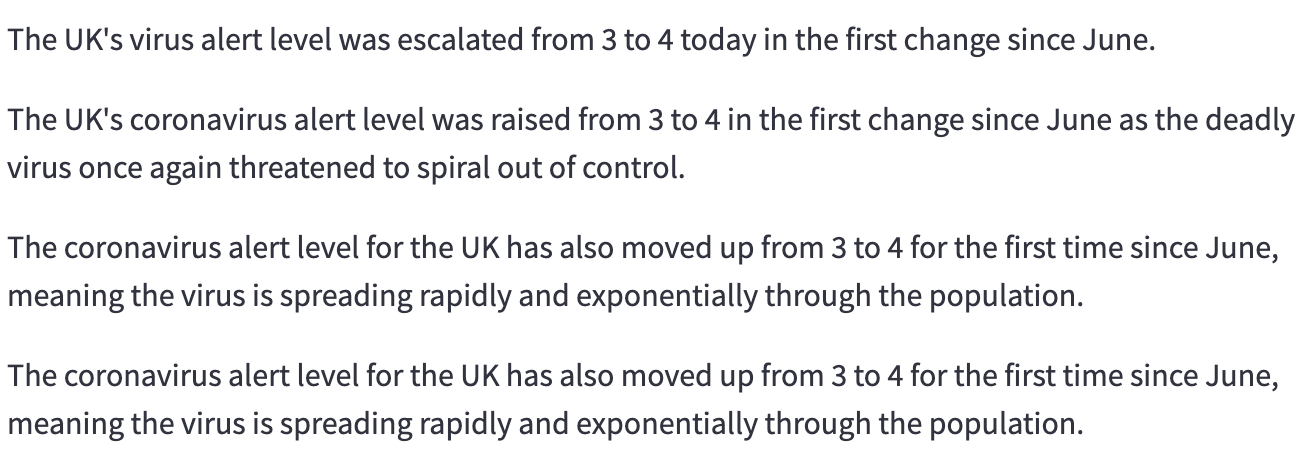 The UK's virus alert level was escalated from 3 to 4 today in the first change since June.
The UK's coronavirus alert level was raised from 3 to 4 in the first change since June as the deadly
virus once again threatened to spiral out of control.
The coronavirus alert level for the UK has also moved up from 3 to 4 for the first time since June,
meaning the virus is spreading rapidly and exponentially through the population.
The coronavirus alert level for the UK has also moved up from 3 to 4 for the first time since June,
meaning the virus is spreading rapidly and exponentially through the population.